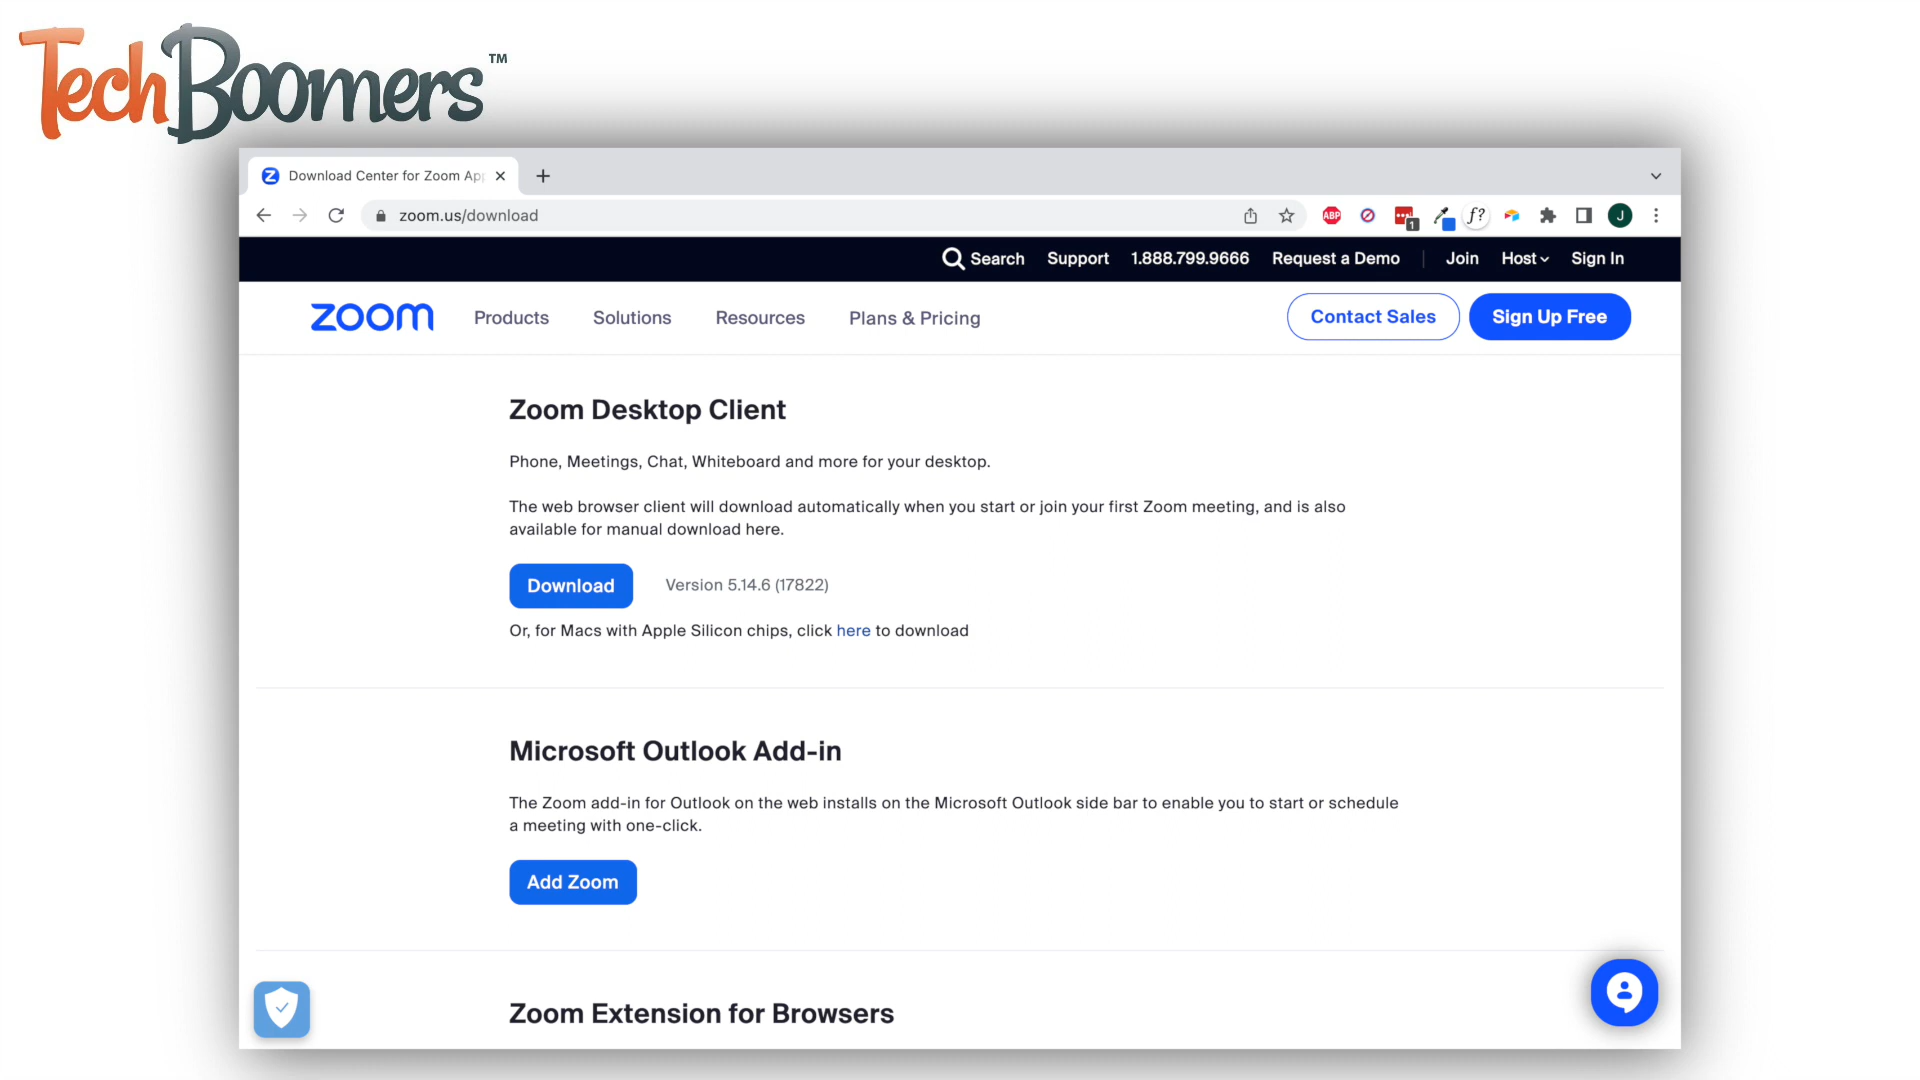 TechBoomers™
Download Center for Zoom App
zoom.us/download
ABP
1
f?
J
Search Support 1.888.799.9666 Request a Demo Join Host Sign In
zoom Products Solutions Resources Plans & Pricing Contact Sales Sign Up Free
Zoom Desktop Client
Phone, Meetings, Chat, Whiteboard and more for your desktop.
The web browser client will download automatically when you start or join your first Zoom meeting, and is also
available for manual download here.
Download Version 5.14.6 (17822)
Or, for Macs with Apple Silicon chips, click here to download
Microsoft Outlook Add-in
The Zoom add-in for Outlook on the web installs on the Microsoft Outlook side bar to enable you to start or schedule
a meeting with one-click.
Add Zoom
Zoom Extension for Browsers